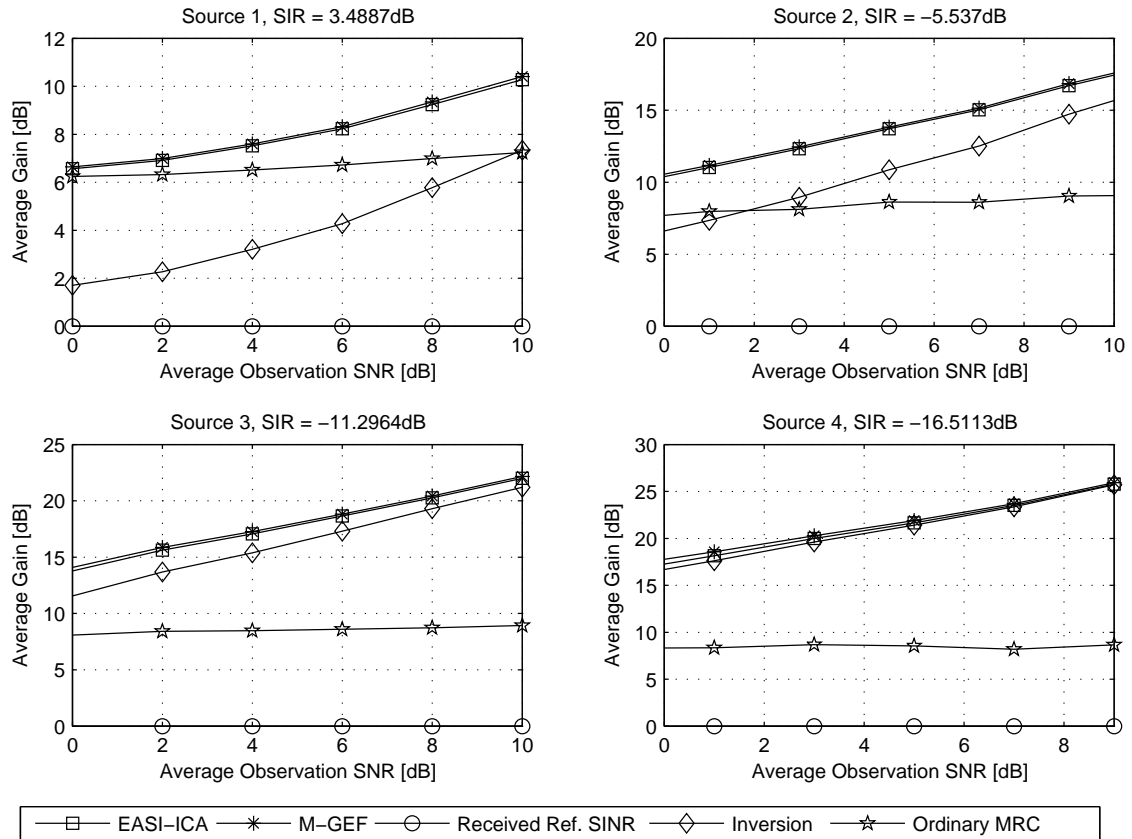 Source 1, SIR = 3.4887dB
Average Gain [dB]
12
10
8
6
4
2
0
0 2 4 6 8 10
Average Observation SNR [dB]
Source 2, SIR = −5.537dB
Average Gain [dB]
20
15
10
5
0
0 2 4 6 8 10
Average Observation SNR [dB]
Source 3, SIR = −11.2964dB
Average Gain [dB]
25
20
15
10
5
0
0 2 4 6 8 10
Average Observation SNR [dB]
Source 4, SIR = −16.5113dB
Average Gain [dB]
30
25
20
15
10
5
0
0 2 4 6 8
Average Observation SNR [dB]
EASI−ICA M−GEF Received Ref. SINR Inversion Ordinary MRC